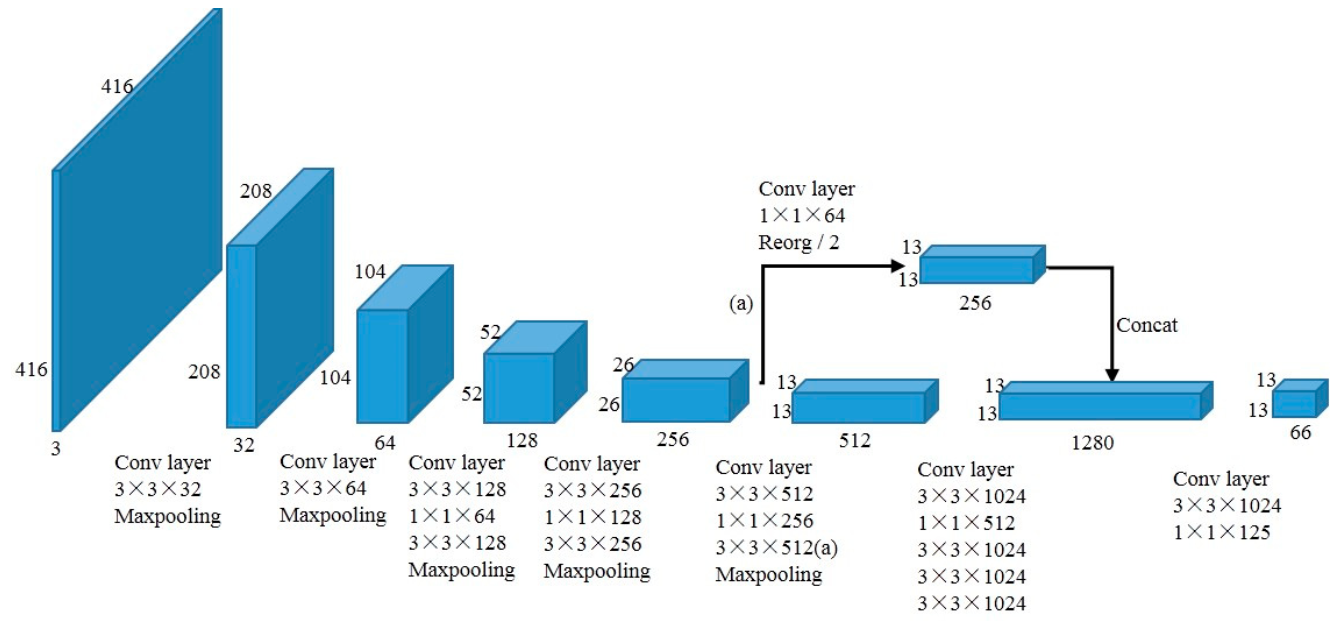 416
416
3
Conv layer
3×3×32
Maxpooling
208
208
32
Conv layer
3×3×64
Maxpooling
104
104
64
Conv layer
3×3×128
1×1×64
3×3×128
Maxpooling
52
52
128
Conv layer
3×3×256
1×1×128
3×3×256
Maxpooling
26
26
256
Conv layer
3×3×512
1×1×256
3×3×512(a)
Maxpooling
(a)
Conv layer
1×1×64
Reorg / 2
13
13
256
Concat
13
13
512
Conv layer
3×3×1024
1×1×512
3×3×1024
3×3×1024
3×3×1024
13
13
1280
Conv layer
3×3×1024
1×1×125
13
13
66